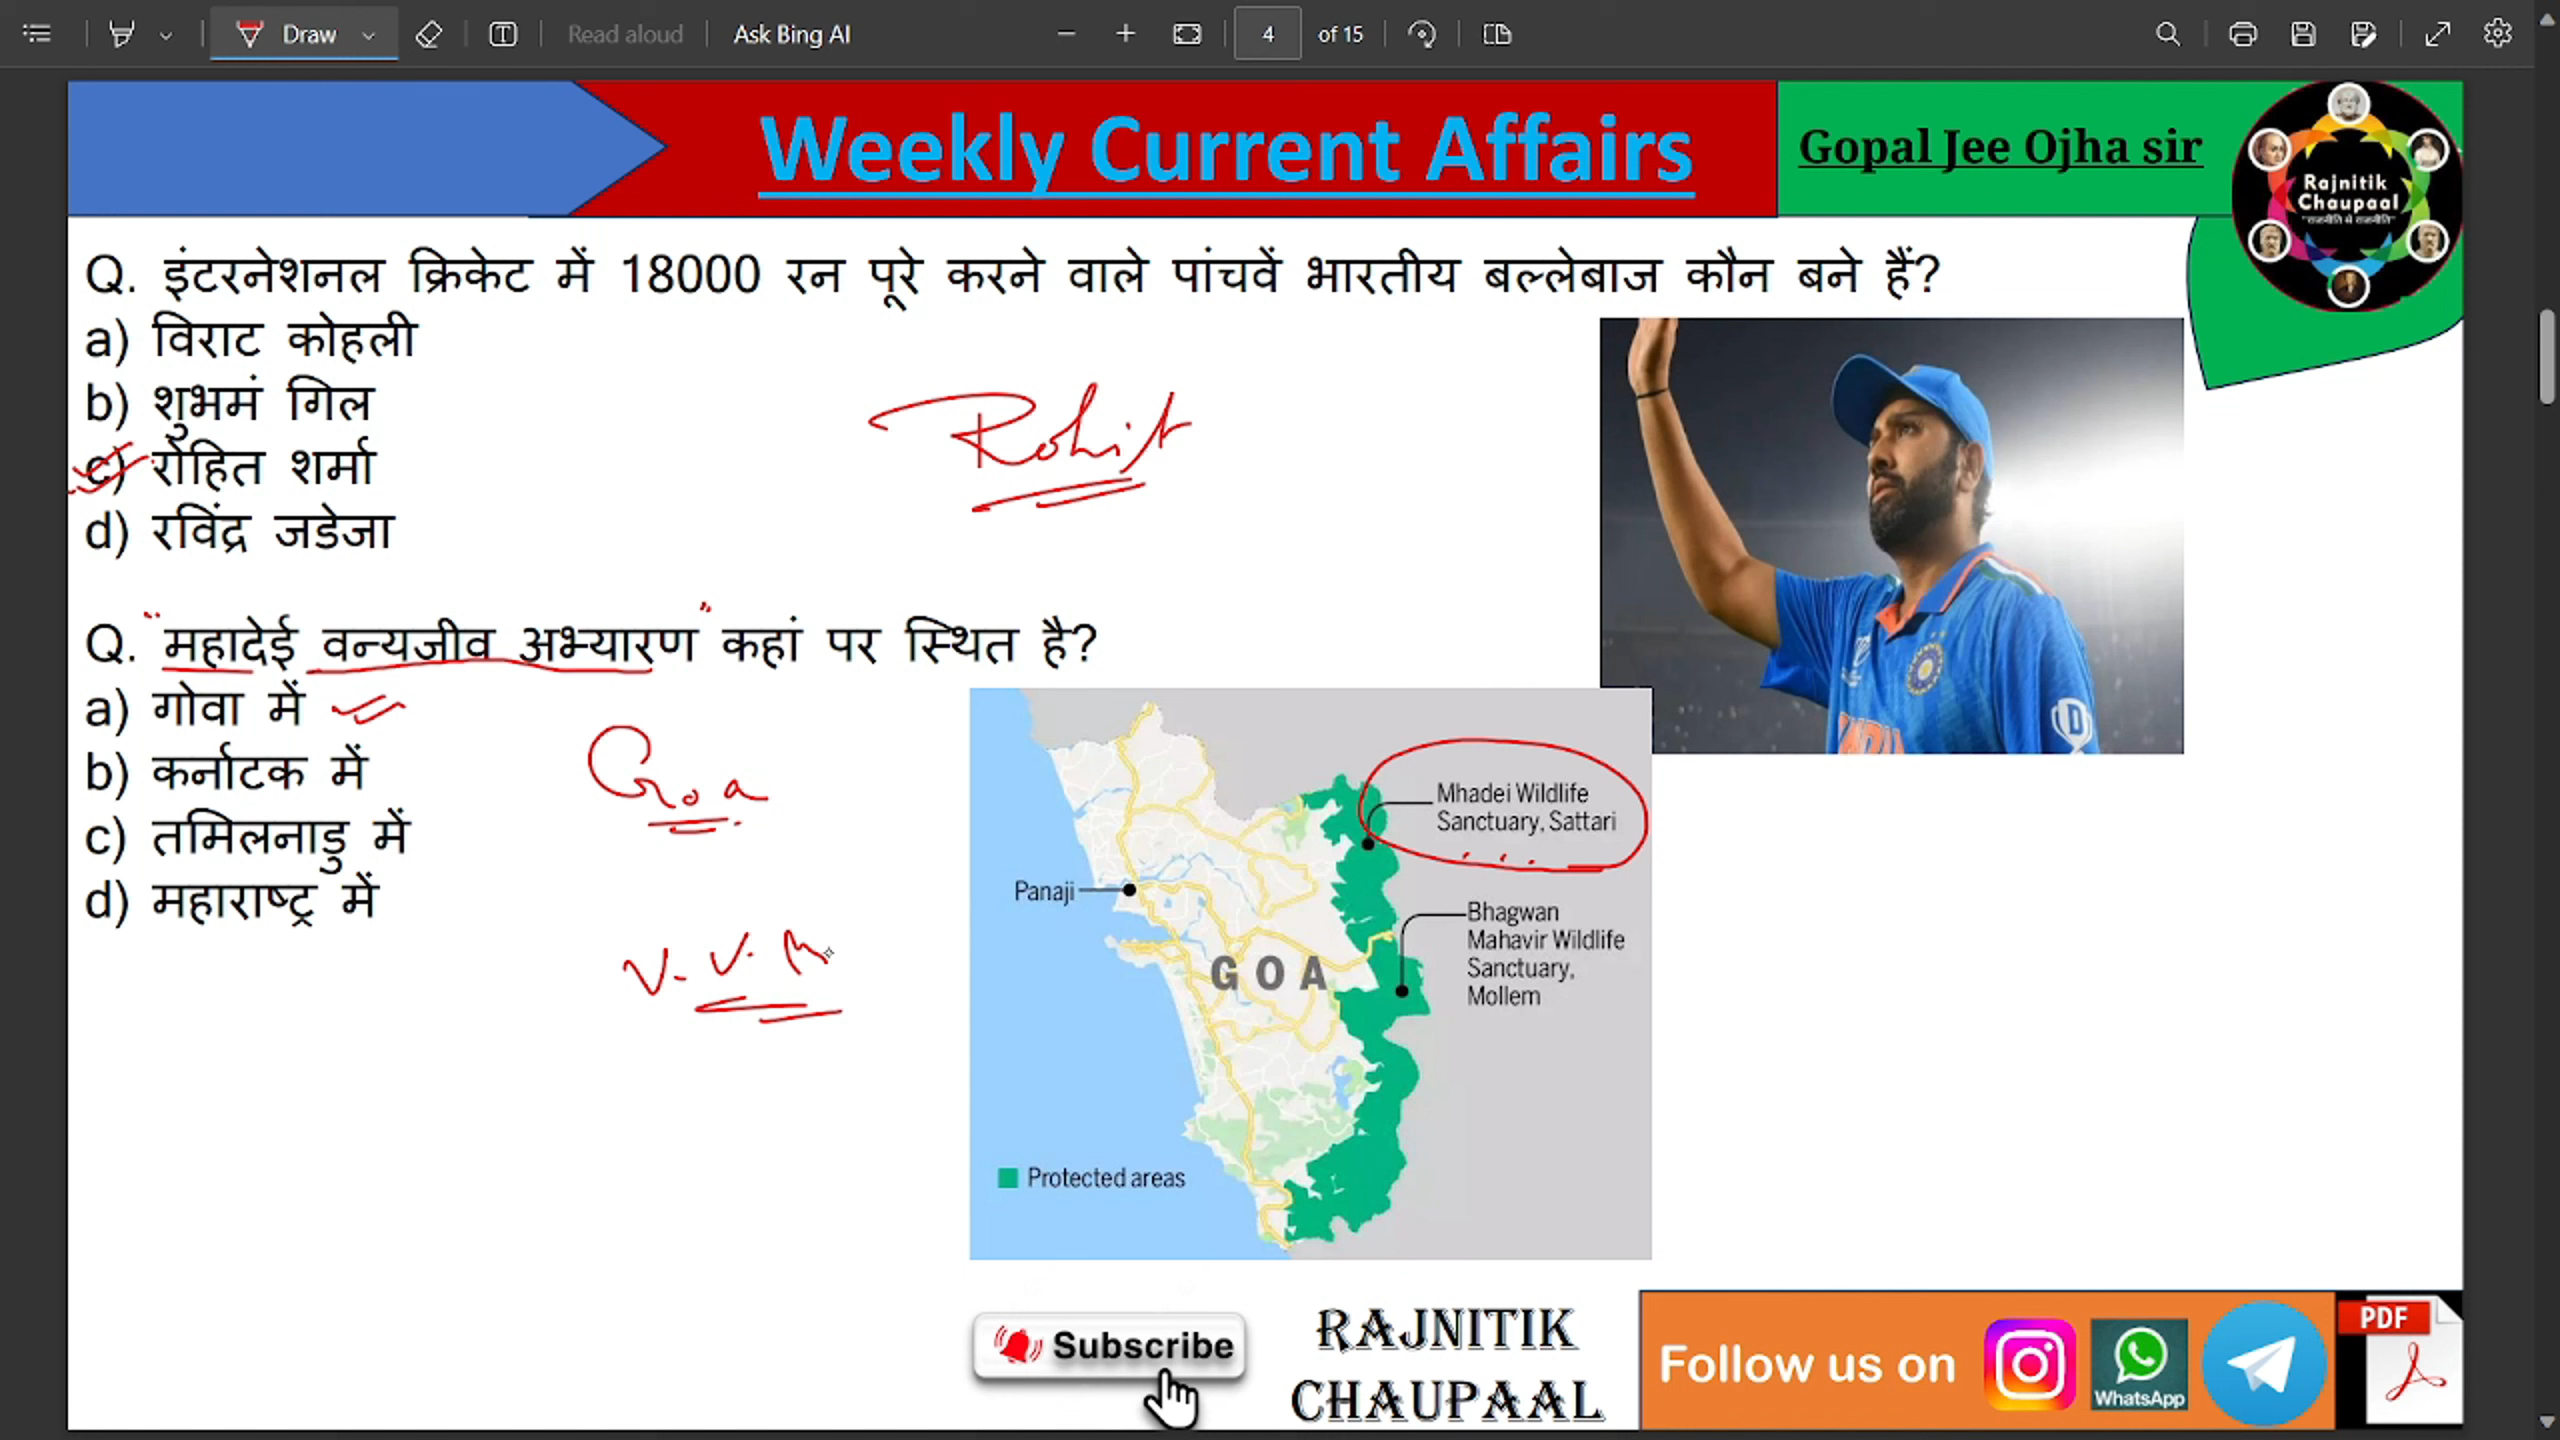 Draw
Read aloud
Ask Bing AI
4
of 15
Weekly Current Affairs
Gopal Jee Ojha sir
Rajnitik
Chaupaal
Q. इंटरनेशनल क्रिकेट में 18000 रन पूरे करने वाले पांचवें भारतीय बल्लेबाज कौन बने हैं?
a) विराट कोहली
b) शुभमं गिल
c) रोहित शर्मा
d) रविंद्र जडेजा
Rohit
Q. "महादेई वन्यजीव अभ्यारण" कहां पर स्थित है?
a) गोवा में
b) कर्नाटक में
c) तमिलनाडु में
d) महाराष्ट्र में
Goa
V. V. M
Mhadei Wildlife
Sanctuary, Sattari
Panaji
Bhagwan
Mahavir Wildlife
Sanctuary,
Mollem
GOA
Protected areas
D
Subscribe
RAJNITIK
CHAUPAAL
Follow us on
WhatsApp
PDF